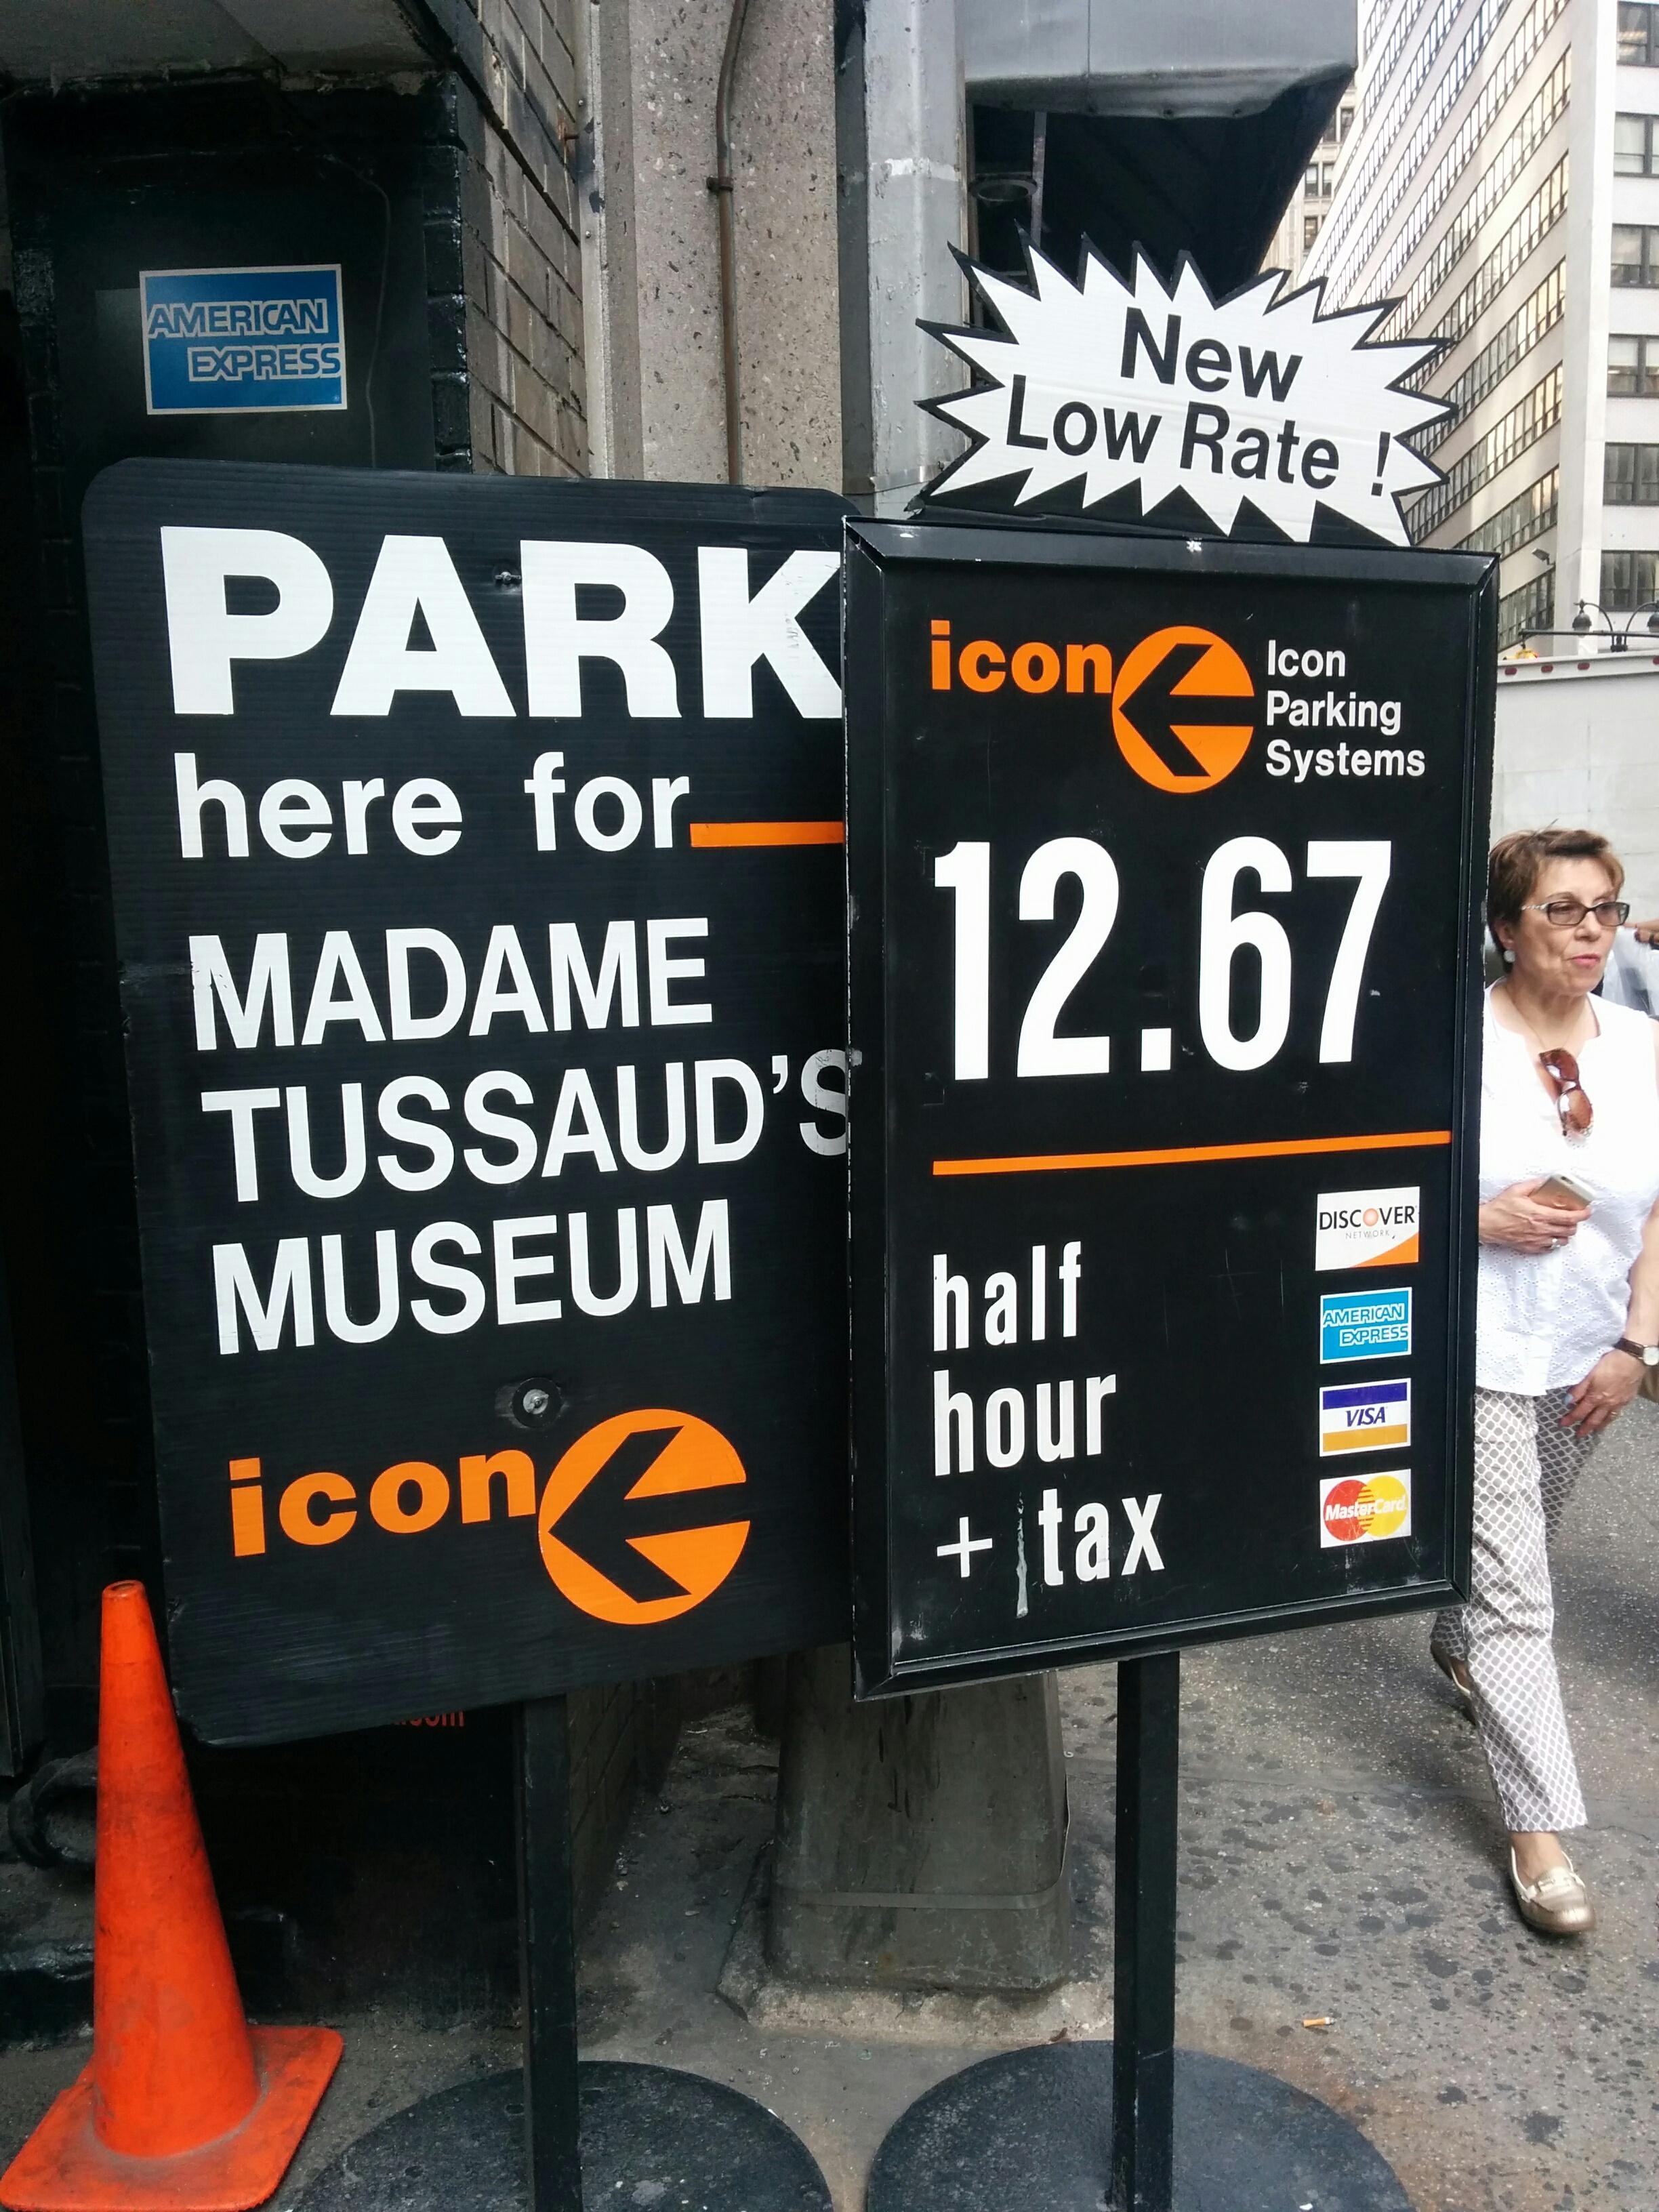 AMERICAN
EXPRESS
PARK
here for
MADAME
TUSSAUD'S
MUSEUM
icon
New
Low Rate !
icon
Icon
Parking
Systems
12.67
half
hour
+ tax
DISCOVER
NETWORK
AMERICAN
EXPRESS
VISA
MasterCard